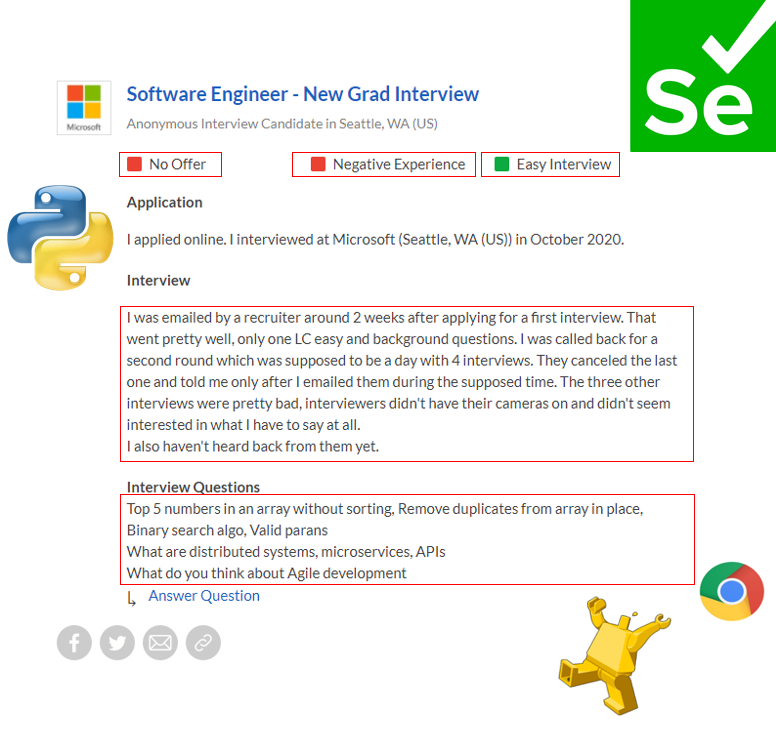 Se
Microsoft
Software Engineer - New Grad Interview
Anonymous Interview Candidate in Seattle, WA (US)
No Offer Negative Experience Easy Interview
Application
I applied online. I interviewed at Microsoft (Seattle, WA (US)) in October 2020.
Interview
I was emailed by a recruiter around 2 weeks after applying for a first interview. That
went pretty well, only one LC easy and background questions. I was called back for a
second round which was supposed to be a day with 4 interviews. They canceled the last
one and told me only after I emailed them during the supposed time. The three other
interviews were pretty bad, interviewers didn't have their cameras on and didn't seem
interested in what I have to say at all.
I also haven't heard back from them yet.
Interview Questions
Top 5 numbers in an array without sorting, Remove duplicates from array in place,
Binary search algo, Valid parans
What are distributed systems, microservices, APIs
What do you think about Agile development
Answer Question